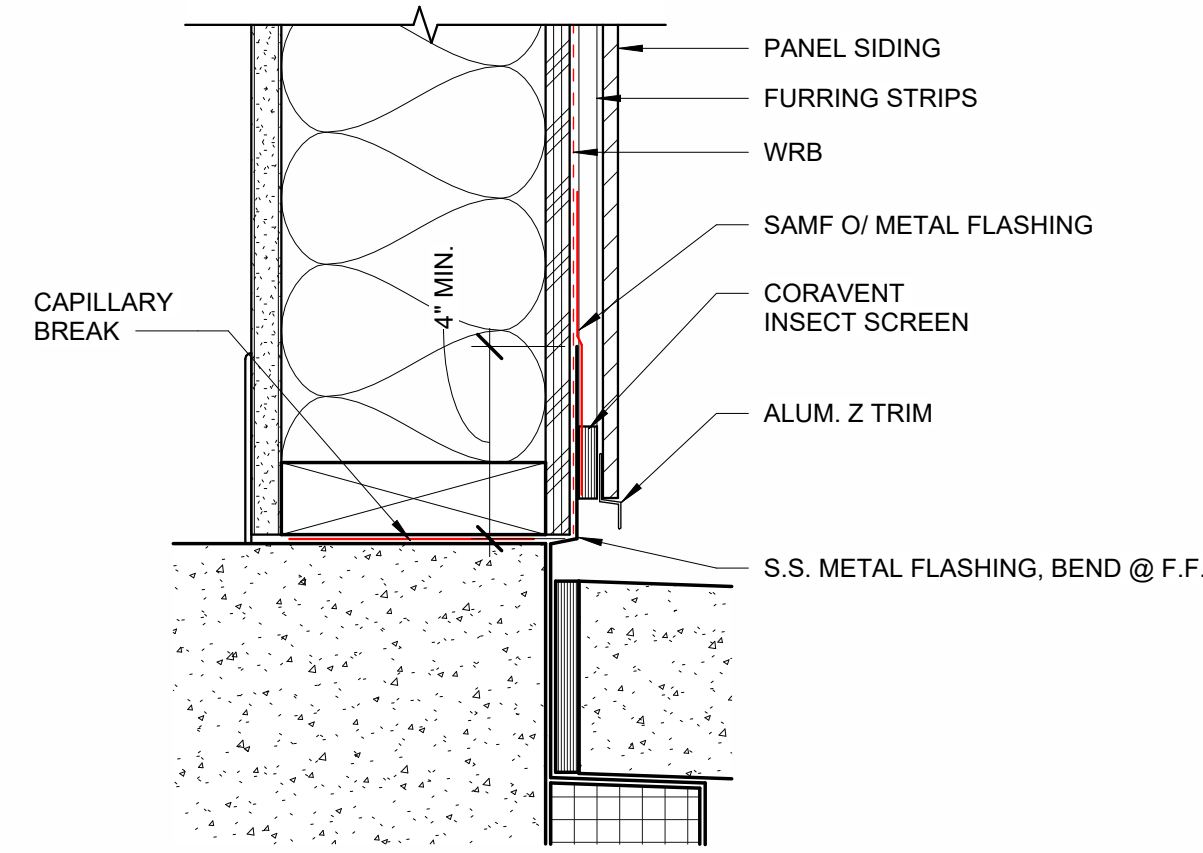 PANEL SIDING
FURRING STRIPS
WRB
SAMF O/ METAL FLASHING
CORAVENT
INSECT SCREEN
ALUM. Z TRIM
S.S. METAL FLASHING, BEND @ F.F.
CAPILLARY
BREAK
4" MIN.